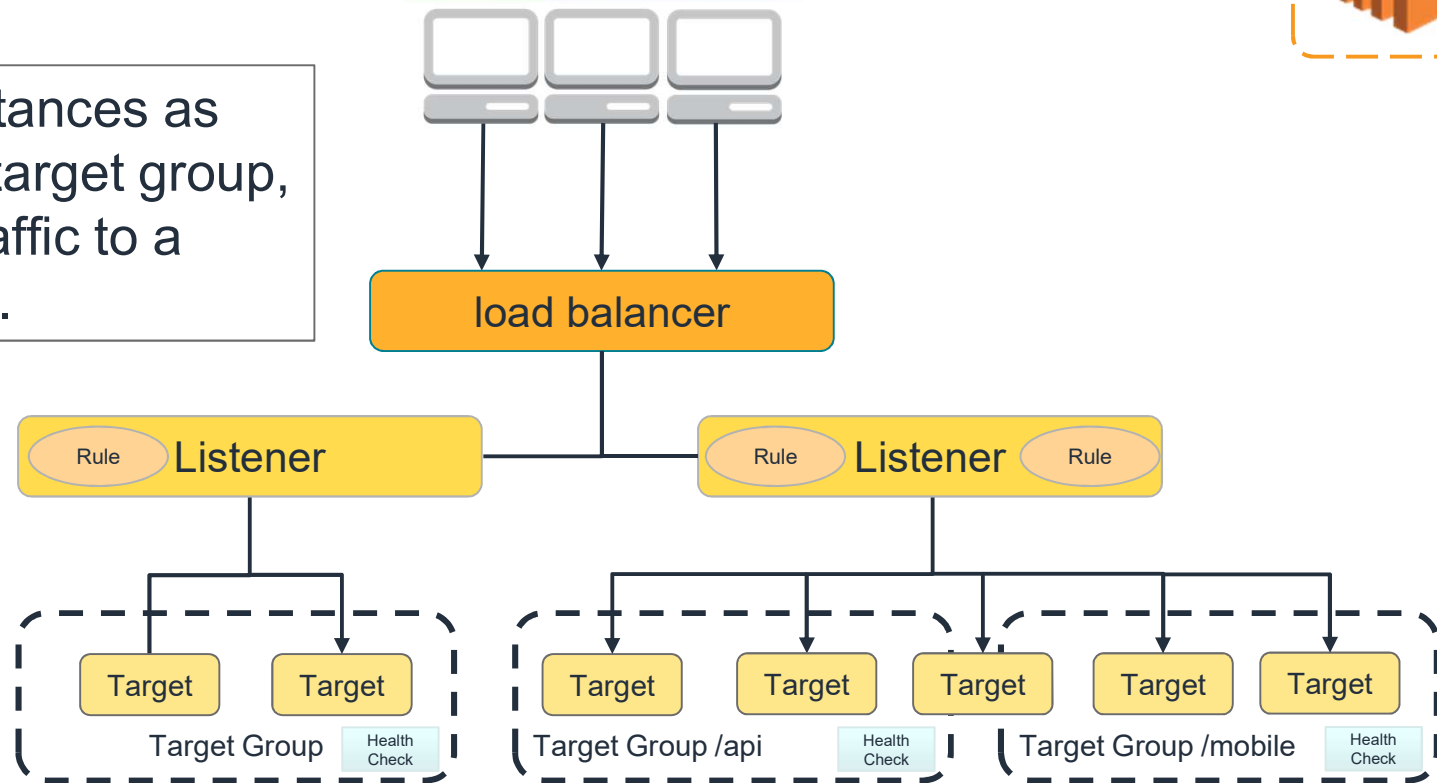 tances as
target group,
affic to a
.
load balancer
Rule Listener
Rule Listener Rule
Target Target Target Target Target Target Target
Target Group Health Check
Target Group /api Health Check
Target Group /mobile Health Check